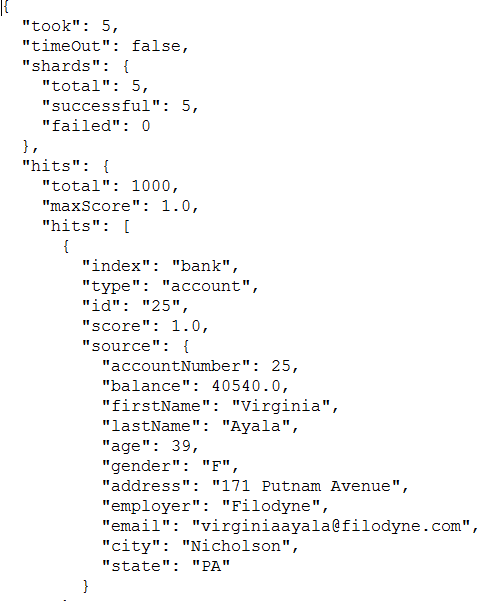 {
  "took": 5,
  "timeOut": false,
  "shards": {
    "total": 5,
    "successful": 5,
    "failed": 0
  },
  "hits": {
    "total": 1000,
    "maxScore": 1.0,
    "hits": [
      {
        "index": "bank",
        "type": "account",
        "id": "25",
        "score": 1.0,
        "source": {
          "accountNumber": 25,
          "balance": 40540.0,
          "firstName": "Virginia",
          "lastName": "Ayala",
          "age": 39,
          "gender": "F",
          "address": "171 Putnam Avenue",
          "employer": "Filodyne",
          "email": "virginiaayala@filodyne.com",
          "city": "Nicholson",
          "state": "PA"
        }